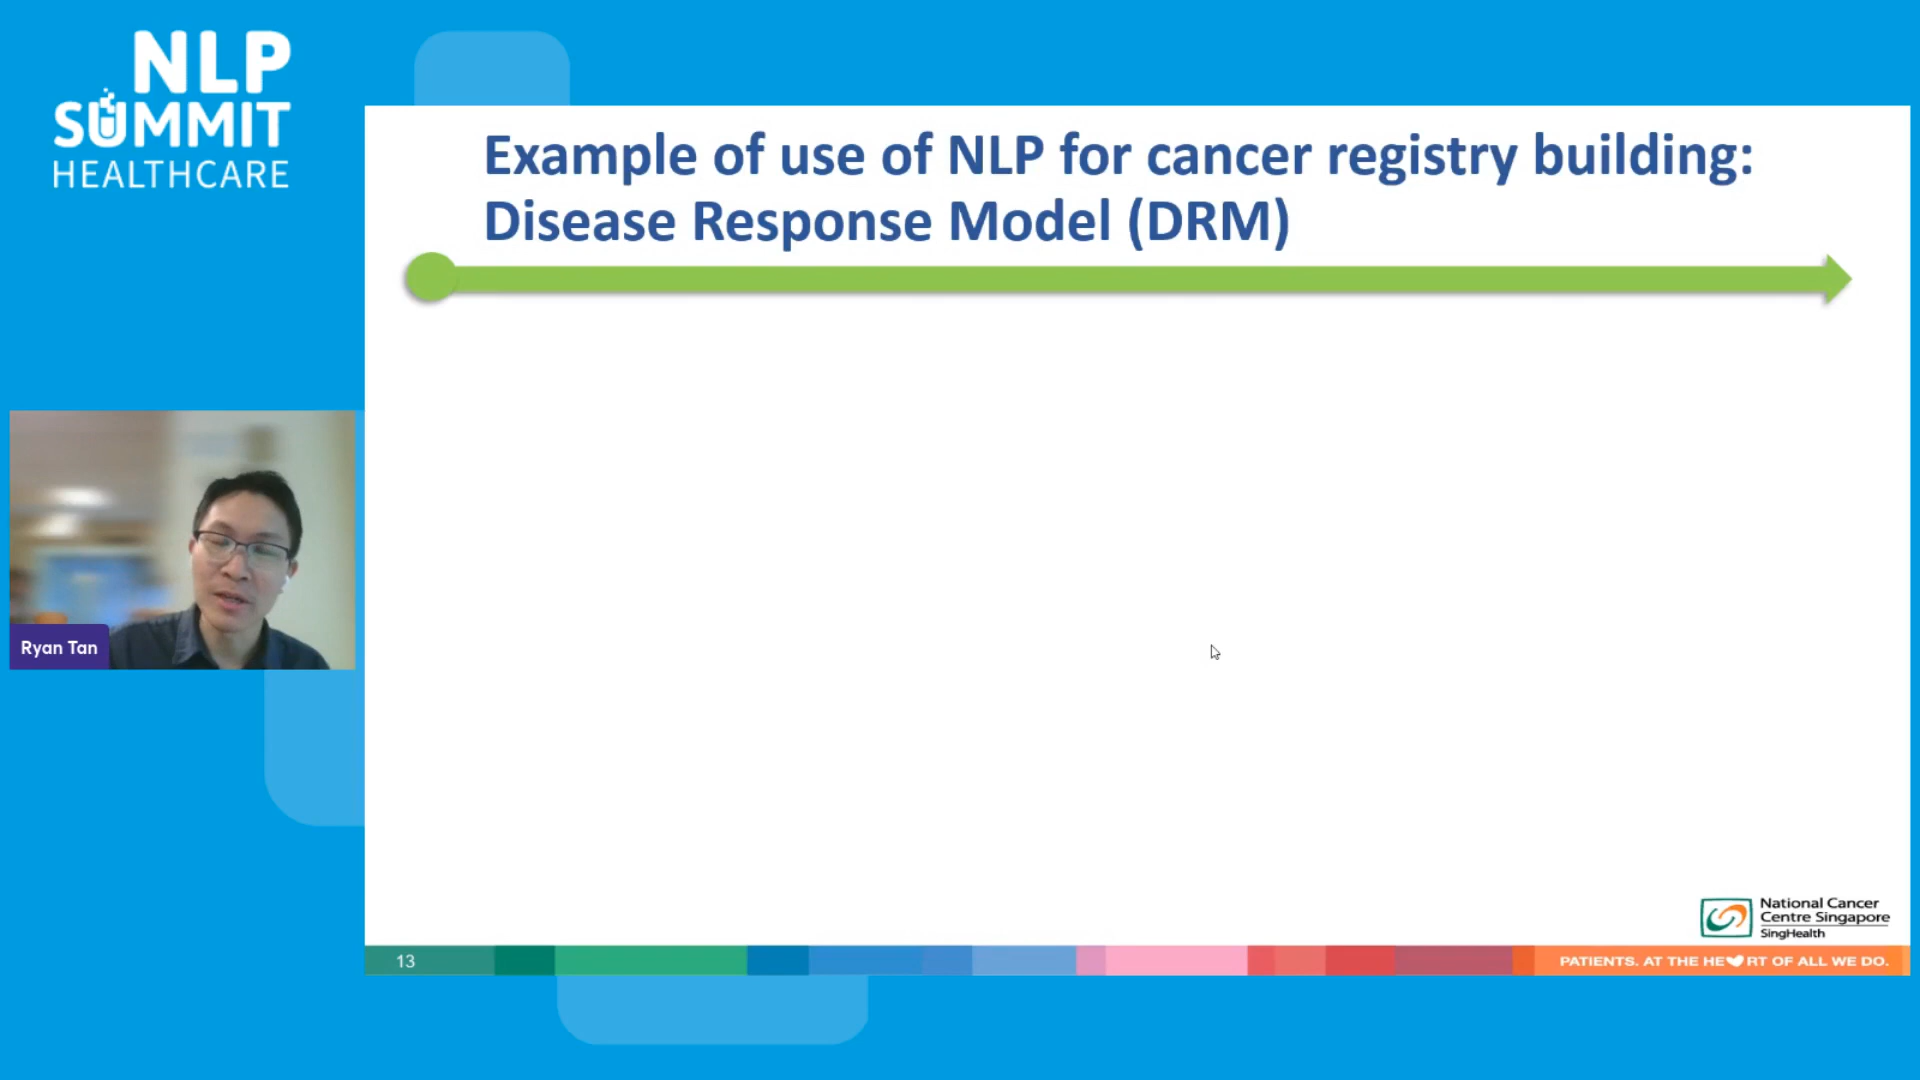 NLP
SUMMIT
HEALTHCARE
Example of use of NLP for cancer registry building:
Disease Response Model (DRM)
Ryan Tan
National Cancer
Centre Singapore
SingHealth
13
PATIENTS. AT THE HE RT OF ALL WE DO.